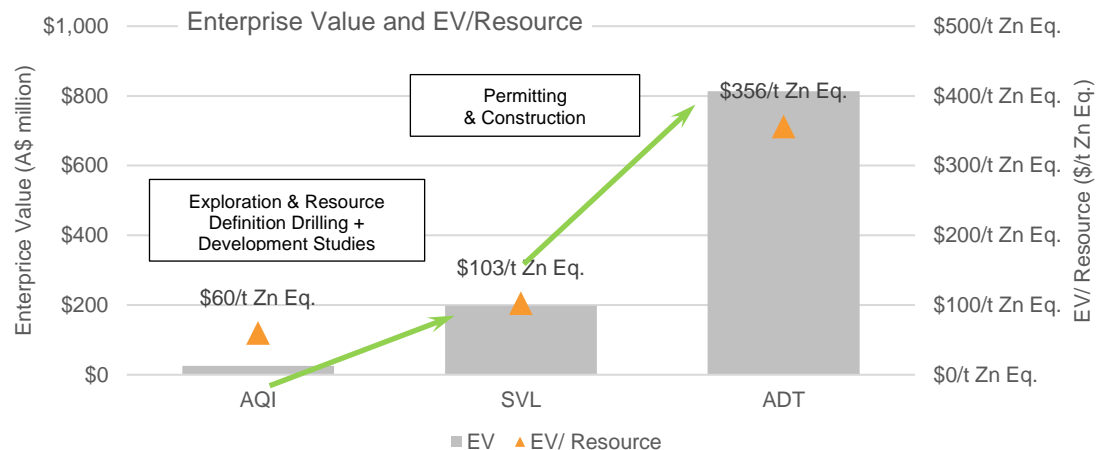 Enterprise Value and EV/Resource
Enterprice Value (A$ million)
$1,000
$800
$600
$400
$200
$0
Exploration & Resource
Definition Drilling +
Development Studies
Permitting
& Construction
$60/t Zn Eq.
$103/t Zn Eq.
$356/t Zn Eq.
$500/t Zn Eq.
$400/t Zn Eq.
$300/t Zn Eq.
$200/t Zn Eq.
$100/t Zn Eq.
$0/t Zn Eq.
EV/ Resource ($/t Zn Eq.)
AQI
SVL
ADT
EV
EV/ Resource